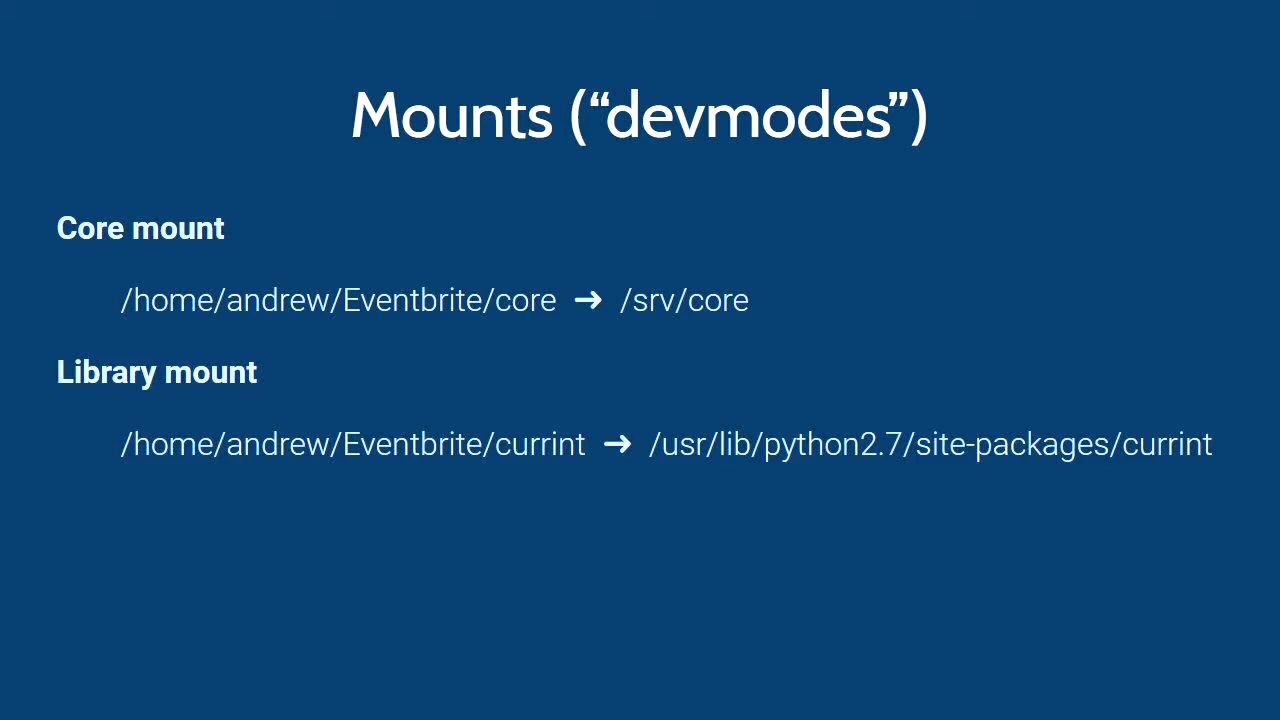 Mounts (“devmodes”)
Core mount
/home/andrew/Eventbrite/core ➜ /srv/core
Library mount
/home/andrew/Eventbrite/currint ➜ /usr/lib/python2.7/site-packages/currint